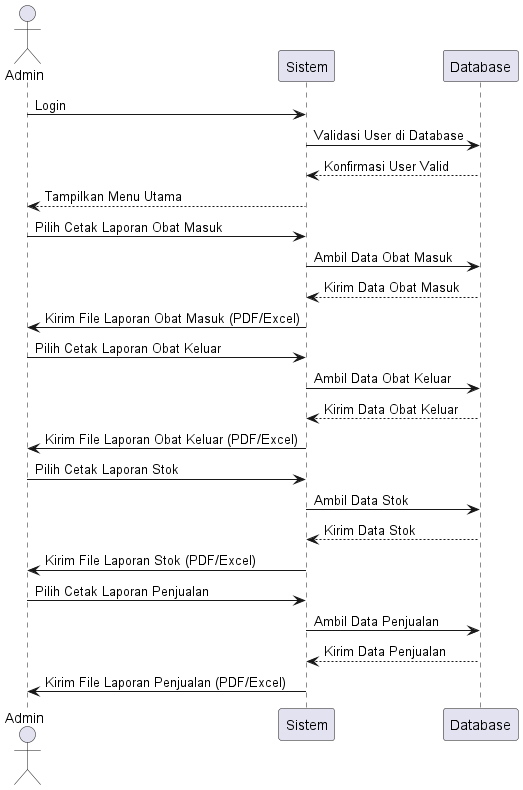 Admin
Sistem
Database
Login
Validasi User di Database
Konfirmasi User Valid
Tampilkan Menu Utama
Pilih Cetak Laporan Obat Masuk
Ambil Data Obat Masuk
Kirim Data Obat Masuk
Kirim File Laporan Obat Masuk (PDF/Excel)
Pilih Cetak Laporan Obat Keluar
Ambil Data Obat Keluar
Kirim Data Obat Keluar
Kirim File Laporan Obat Keluar (PDF/Excel)
Pilih Cetak Laporan Stok
Ambil Data Stok
Kirim Data Stok
Kirim File Laporan Stok (PDF/Excel)
Pilih Cetak Laporan Penjualan
Ambil Data Penjualan
Kirim Data Penjualan
Kirim File Laporan Penjualan (PDF/Excel)
Admin
Sistem
Database